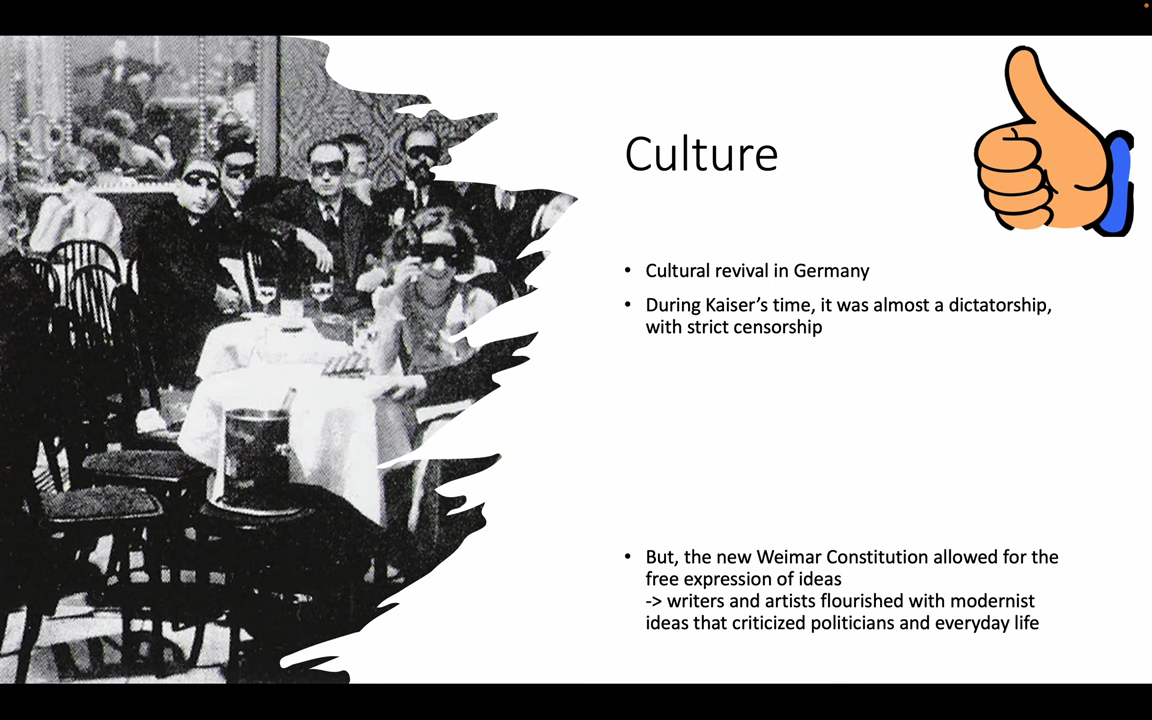 Culture
• Cultural revival in Germany
• During Kaiser’s time, it was almost a dictatorship,
with strict censorship
• But, the new Weimar Constitution allowed for the
free expression of ideas
-> writers and artists flourished with modernist
ideas that criticized politicians and everyday life